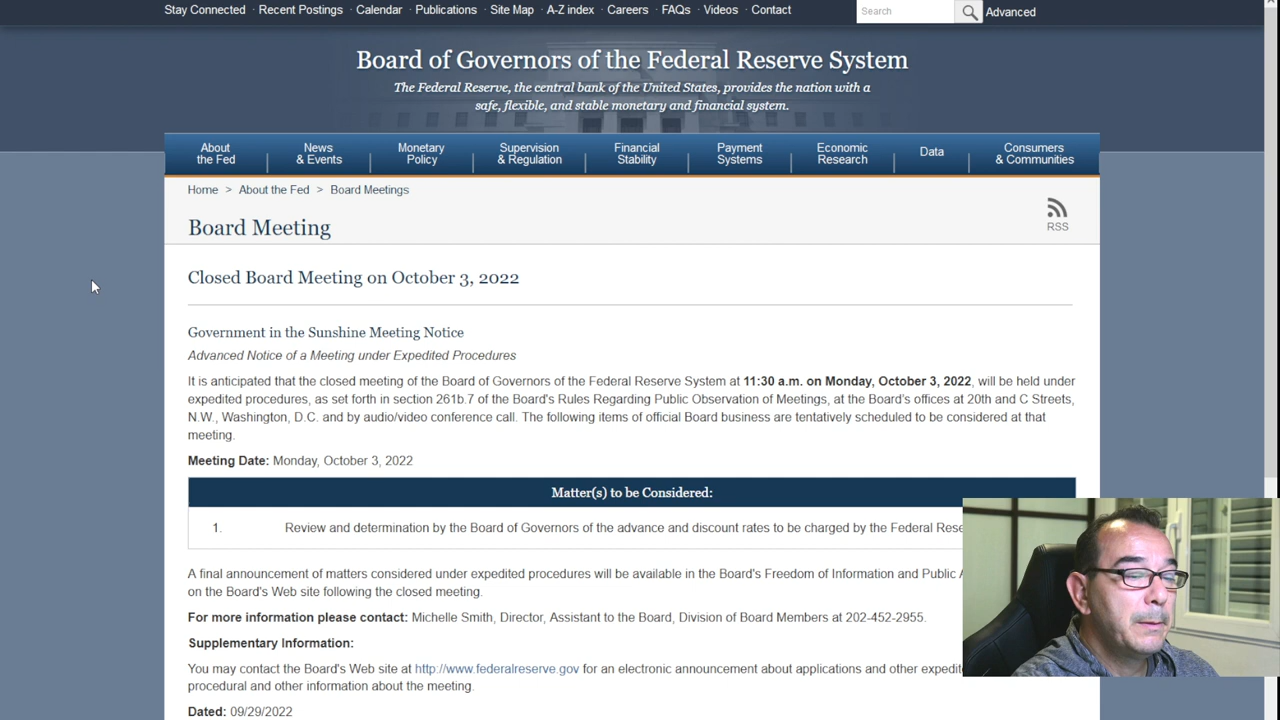 Stay Connected · Recent Postings · Calendar · Publications · Site Map · A-Z index · Careers · FAQs · Videos · Contact
Search Advanced
Board of Governors of the Federal Reserve System
The Federal Reserve, the central bank of the United States, provides the nation with a
safe, flexible, and stable monetary and financial system.
About
the Fed
News
& Events
Monetary
Policy
Supervision
& Regulation
Financial
Stability
Payment
Systems
Economic
Research
Data
Consumers
& Communities
Home > About the Fed > Board Meetings
RSS
Board Meeting
Closed Board Meeting on October 3, 2022
Government in the Sunshine Meeting Notice
Advanced Notice of a Meeting under Expedited Procedures
It is anticipated that the closed meeting of the Board of Governors of the Federal Reserve System at 11:30 a.m. on Monday, October 3, 2022, will be held under
expedited procedures, as set forth in section 261b.7 of the Board's Rules Regarding Public Observation of Meetings, at the Board's offices at 20th and C Streets,
N.W., Washington, D.C. and by audio/video conference call. The following items of official Board business are tentatively scheduled to be considered at that
meeting.
Meeting Date: Monday, October 3, 2022
Matter(s) to be Considered:
1. Review and determination by the Board of Governors of the advance and discount rates to be charged by the Federal Rese
A final announcement of matters considered under expedited procedures will be available in the Board's Freedom of Information and Public A
on the Board's Web site following the closed meeting.
For more information please contact: Michelle Smith, Director, Assistant to the Board, Division of Board Members at 202-452-2955.
Supplementary Information:
You may contact the Board's Web site at http://www.federalreserve.gov for an electronic announcement about applications and other expedit
procedural and other information about the meeting.
Dated: 09/29/2022